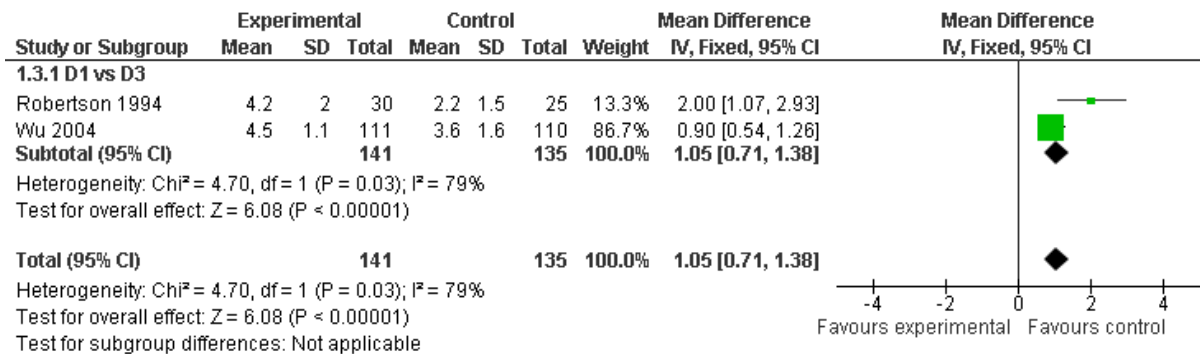 Experimental Control Mean Difference Mean Difference
Study or Subgroup Mean SD Total Mean SD Total Weight IV, Fixed, 95% CI IV, Fixed, 95% CI
1.3.1 D1 vs D3
Robertson 1994 4.2 2 30 2.2 1.5 25 13.3% 2.00 [1.07, 2.93]
Wu 2004 4.5 1.1 111 3.6 1.6 110 86.7% 0.90 [0.54, 1.26]
Subtotal (95% CI) 141 135 100.0% 1.05 [0.71, 1.38]
Heterogeneity: Chi² = 4.70, df = 1 (P = 0.03); I² = 79%
Test for overall effect: Z = 6.08 (P < 0.00001)
Total (95% CI) 141 135 100.0% 1.05 [0.71, 1.38]
Heterogeneity: Chi² = 4.70, df = 1 (P = 0.03); I² = 79%
Test for overall effect: Z = 6.08 (P < 0.00001)
Test for subgroup differences: Not applicable
-4 -2 0 2 4
Favours experimental Favours control